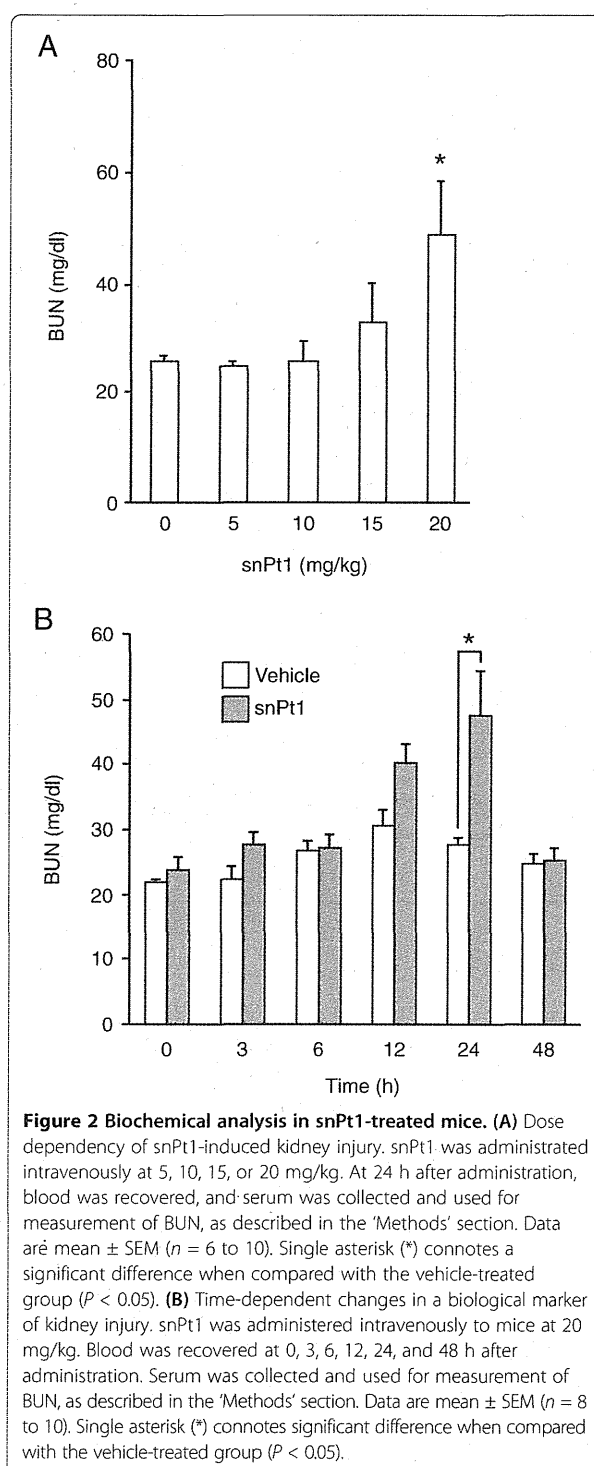 A
80
60
40
20
0
BUN (mg/dl)
*
0 5 10 15 20
snPt1 (mg/kg)
B
60
50
40
30
20
10
0
BUN (mg/dl)
Vehicle
snPt1
*
0 3 6 12 24 48
Time (h)
Figure 2 Biochemical analysis in snPt1-treated mice. (A) Dose
dependency of snPt1-induced kidney injury. snPt1 was administrated
intravenously at 5, 10, 15, or 20 mg/kg. At 24 h after administration,
blood was recovered, and serum was collected and used for
measurement of BUN, as described in the 'Methods' section. Data
are mean ± SEM (n = 6 to 10). Single asterisk (*) connotes a
significant difference when compared with the vehicle-treated
group (P < 0.05). (B) Time-dependent changes in a biological marker
of kidney injury. snPt1 was administered intravenously to mice at 20
mg/kg. Blood was recovered at 0, 3, 6, 12, 24, and 48 h after
administration. Serum was collected and used for measurement of
BUN, as described in the 'Methods' section. Data are mean ± SEM (n = 8
to 10). Single asterisk (*) connotes significant difference when compared
with the vehicle-treated group (P < 0.05).